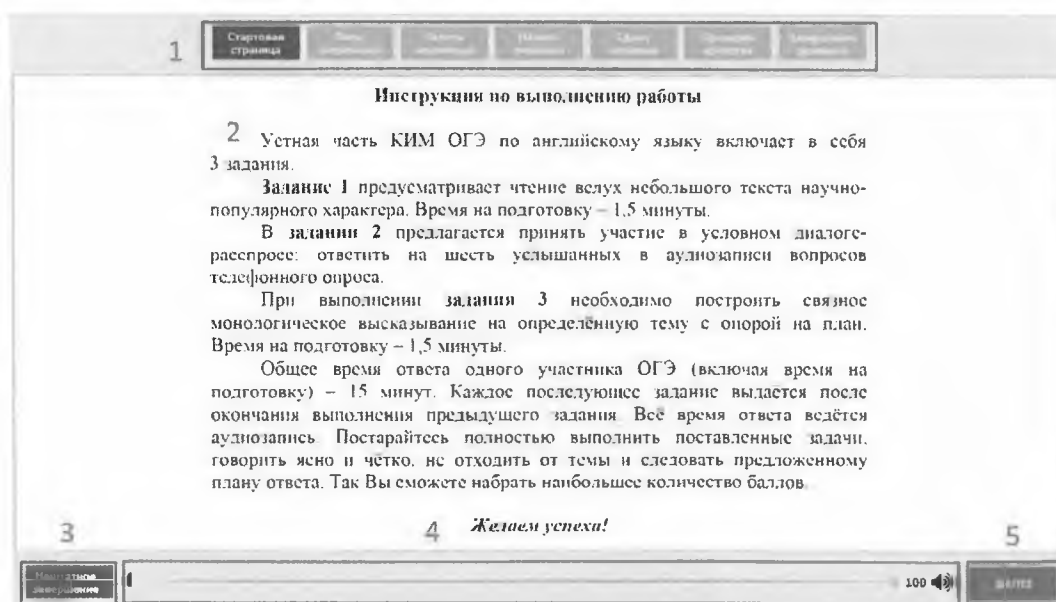 1
Стартовая
страница
Инструкция по выполнению работы
2
Устная часть КИМ ОГЭ по английскому языку включает в себя
3 задания.
Задание 1 предусматривает чтение вслух небольшого текста научно-
популярного характера. Время на подготовку – 1,5 минуты.
В задании 2 предлагается принять участие в условном диалоге-
расспросе: ответить на шесть услышанных в аудиозаписи вопросов
телефонного опроса.
При выполнении задания 3 необходимо построить связное
монологическое высказывание на определённую тему с опорой на план.
Время на подготовку – 1,5 минуты.
Общее время ответа одного участника ОГЭ (включая время на
подготовку) – 15 минут. Каждое последующее задание выдаётся после
окончания выполнения предыдущего задания. Всё время ответа ведётся
аудиозапись. Постарайтесь полностью выполнить поставленные задачи,
говорить ясно и чётко, не отходить от темы и следовать предложенному
плану ответа. Так Вы сможете набрать наибольшее количество баллов.
Желаем успеха!
3
4
5
Нештатное
завершение
100